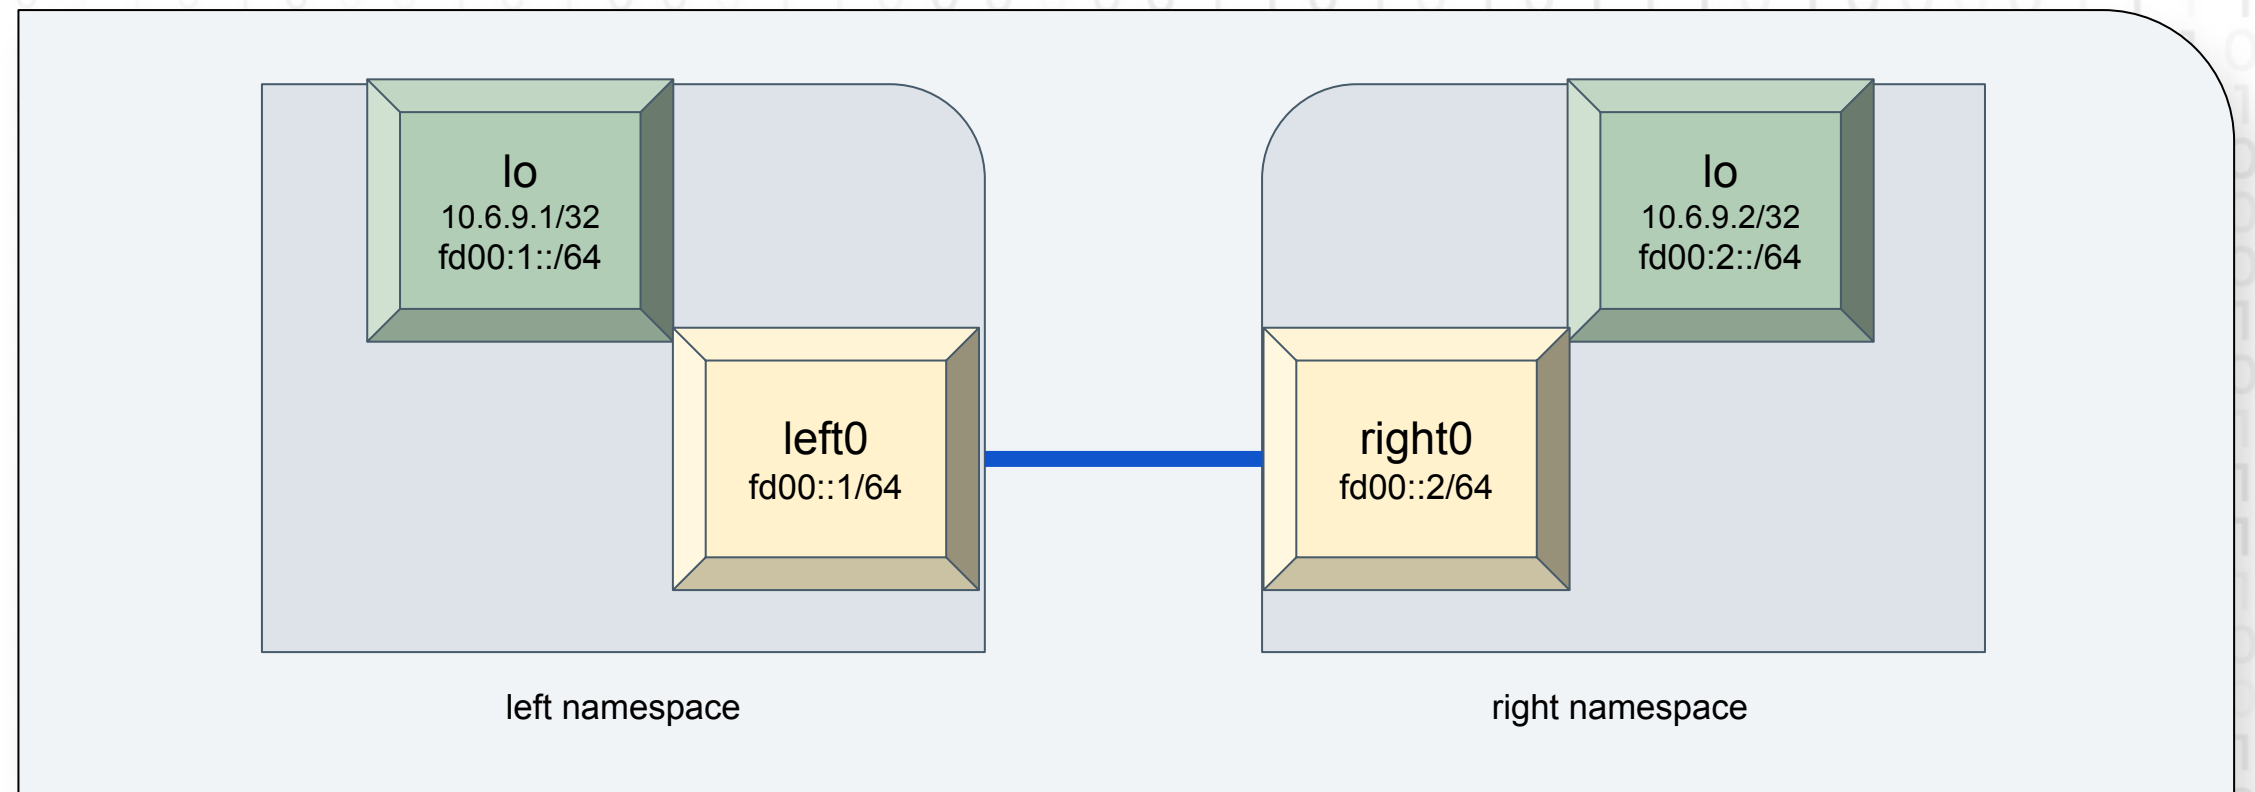 lo
10.6.9.1/32
fd00:1::/64
lo
10.6.9.2/32
fd00:2::/64
left0
fd00::1/64
right0
fd00::2/64
left namespace
right namespace